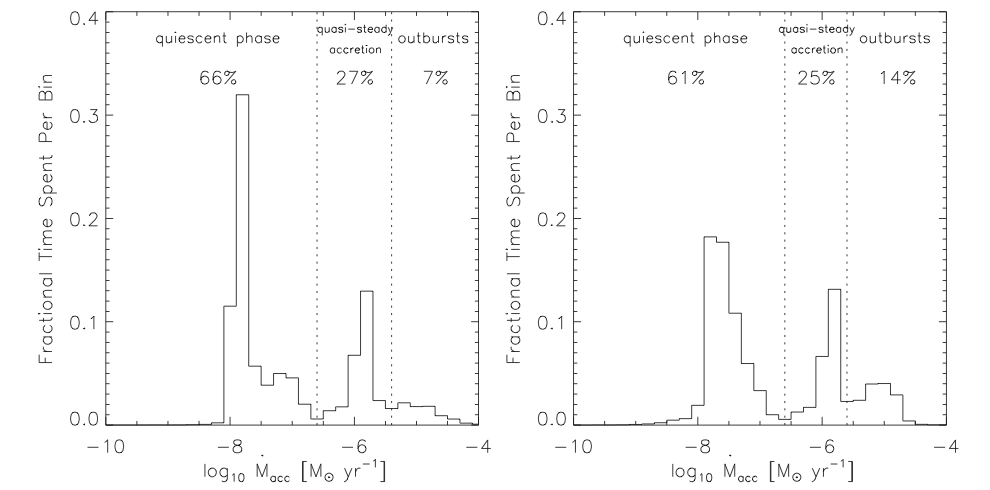 0.4
0.3
0.2
0.1
0.0
Fractional Time Spent Per Bin
quiescent phase
66%
quasi-steady
accretion
27%
outbursts
7%
−10
−8
−6
−4
log₁₀ Ṁacc [M⊙ yr⁻¹]
0.4
0.3
0.2
0.1
0.0
Fractional Time Spent Per Bin
quiescent phase
61%
quasi-steady
accretion
25%
outbursts
14%
−10
−8
−6
−4
log₁₀ Ṁacc [M⊙ yr⁻¹]